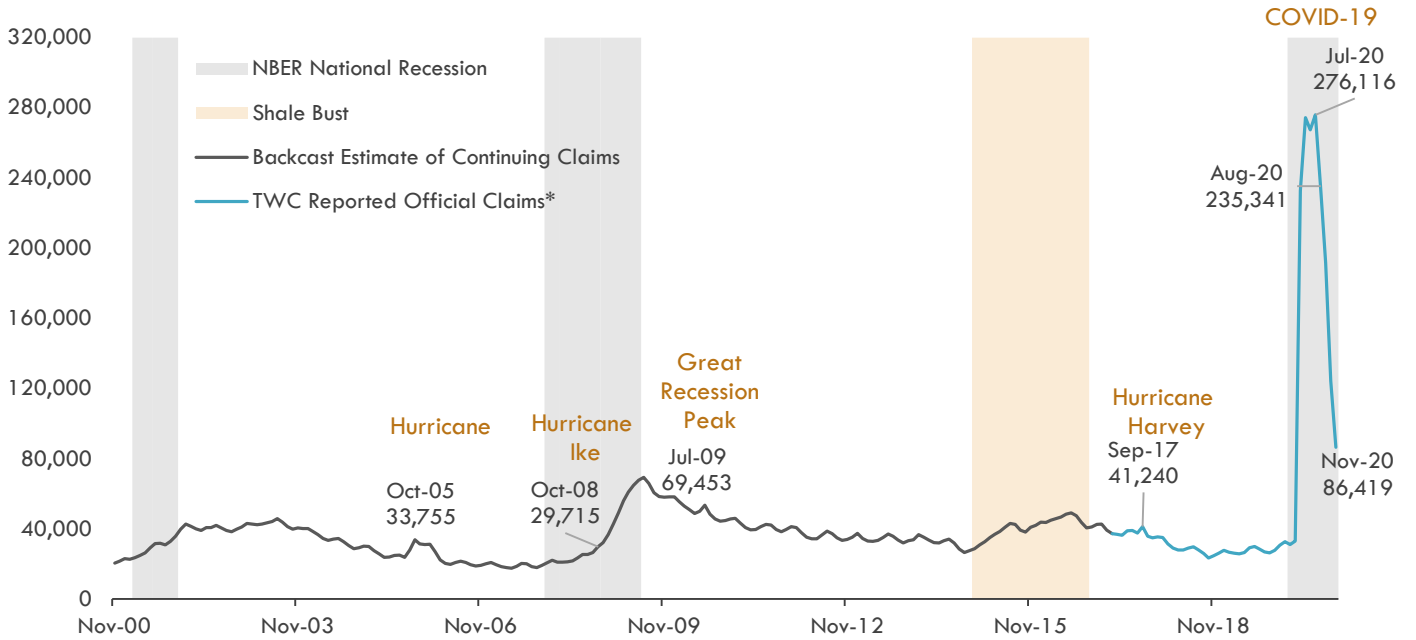 COVID-19
320,000
280,000
240,000
200,000
160,000
120,000
80,000
40,000
0
NBER National Recession
Shale Bust
Backcast Estimate of Continuing Claims
TWC Reported Official Claims*
Jul-20
276,116
Aug-20
235,341
Hurricane
Oct-05
33,755
Hurricane
Ike
Oct-08
29,715
Great
Recession
Peak
Jul-09
69,453
Hurricane
Harvey
Sep-17
41,240
Nov-20
86,419
Nov-00
Nov-03
Nov-06
Nov-09
Nov-12
Nov-15
Nov-18